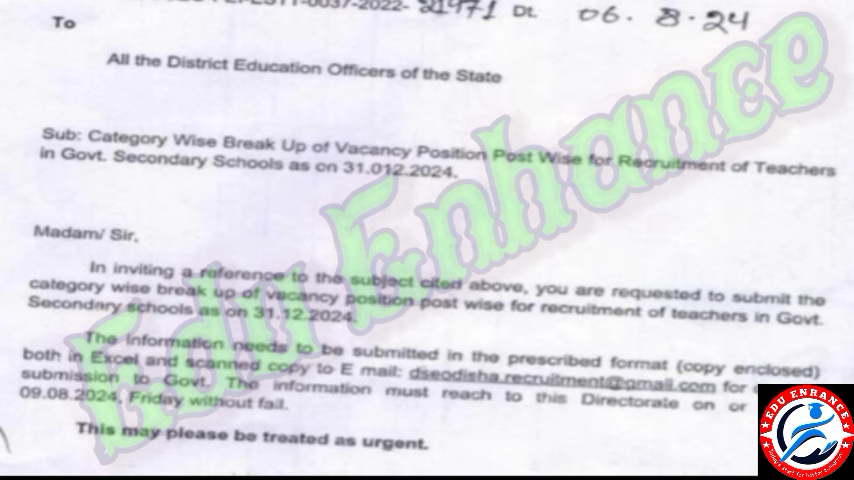 -0037-2022- 21971 Dt. 06. 8.24
To
All the District Education Officers of the State
Sub: Category Wise Break Up of Vacancy Position Post Wise for Recruitment of Teachers
in Govt. Secondary Schools as on 31.012.2024.
Madam/ Sir,
In inviting a reference to the subject cited above, you are requested to submit the
category wise break up of vacancy position post wise for recruitment of teachers in Govt.
Secondary schools as on 31.12.2024.
The information needs to be submitted in the prescribed format (copy enclosed)
both in Excel and scanned copy to E mail: dseodisha.recruitment@gmail.com for
submission to Govt. The information must reach to this Directorate on or
09.08.2024, Friday without fail.
This may please be treated as urgent.
Edu Enhance
EDU ENRANCE